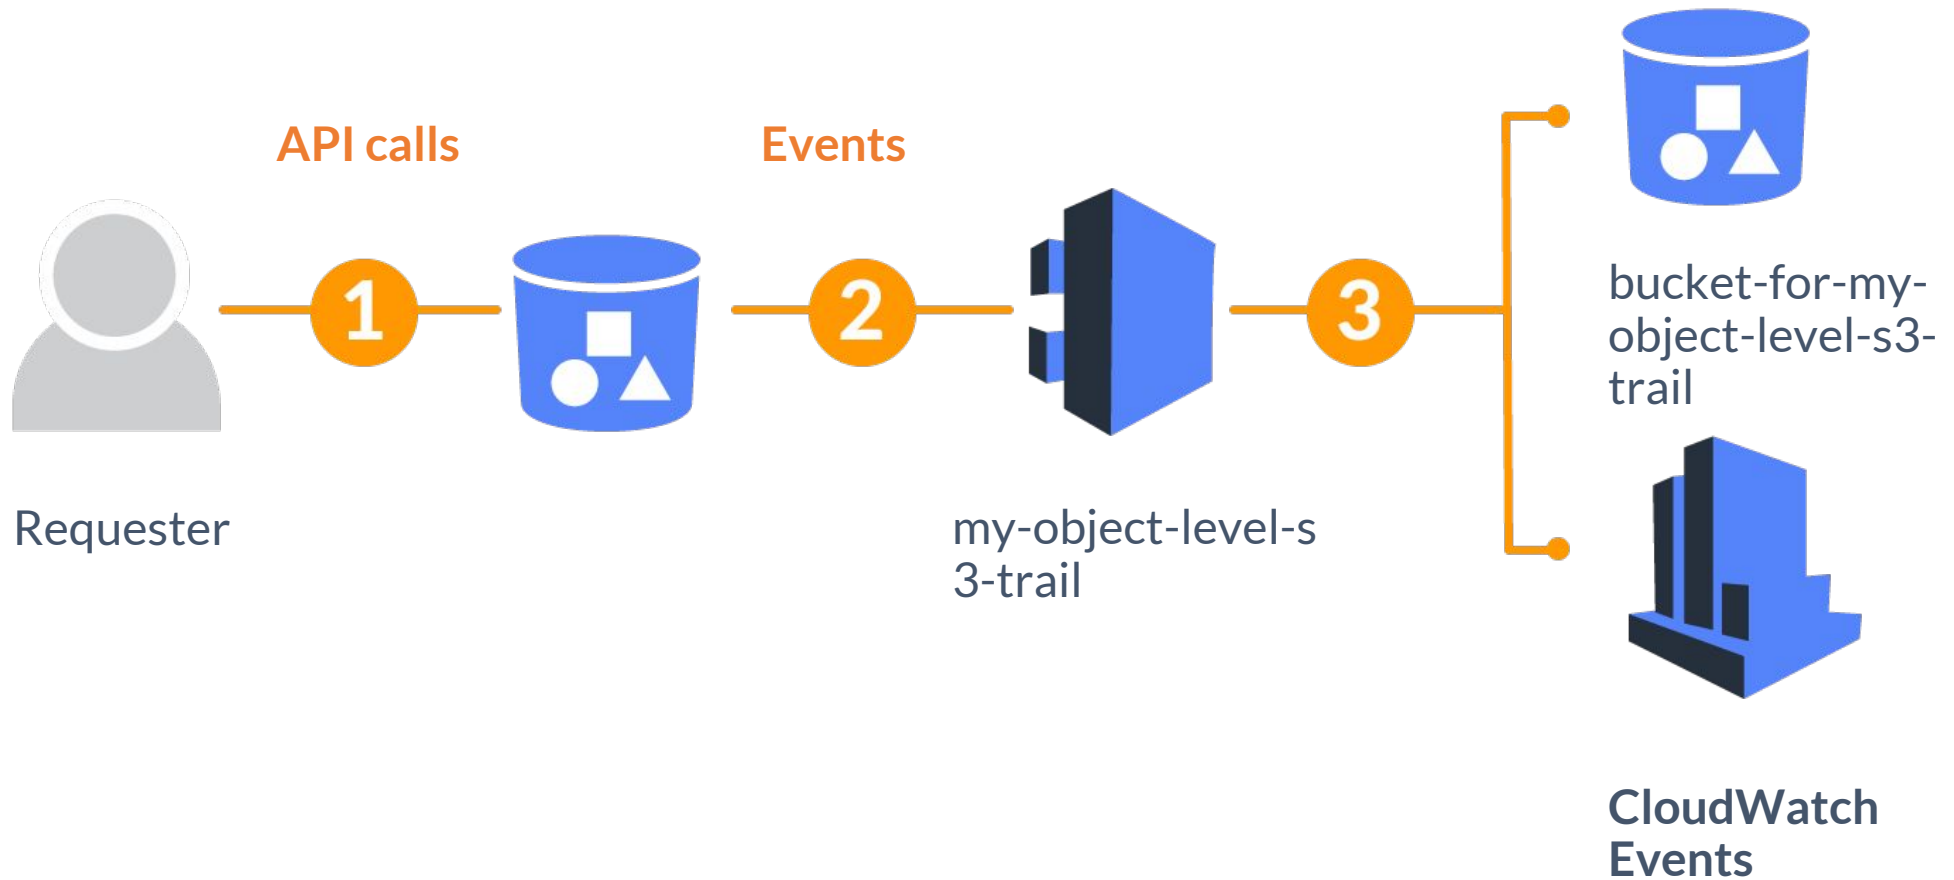 API calls
Events
1
2
3
bucket-for-my-
object-level-s3-
trail
Requester
my-object-level-s
3-trail
CloudWatch
Events